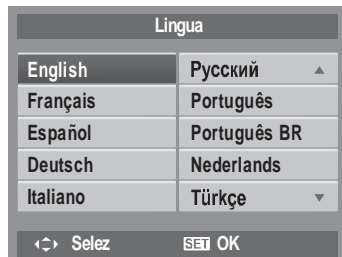 Lingua
English Русский
Français Português
Español Português BR
Deutsch Nederlands
Italiano Türkçe
Selez SET OK